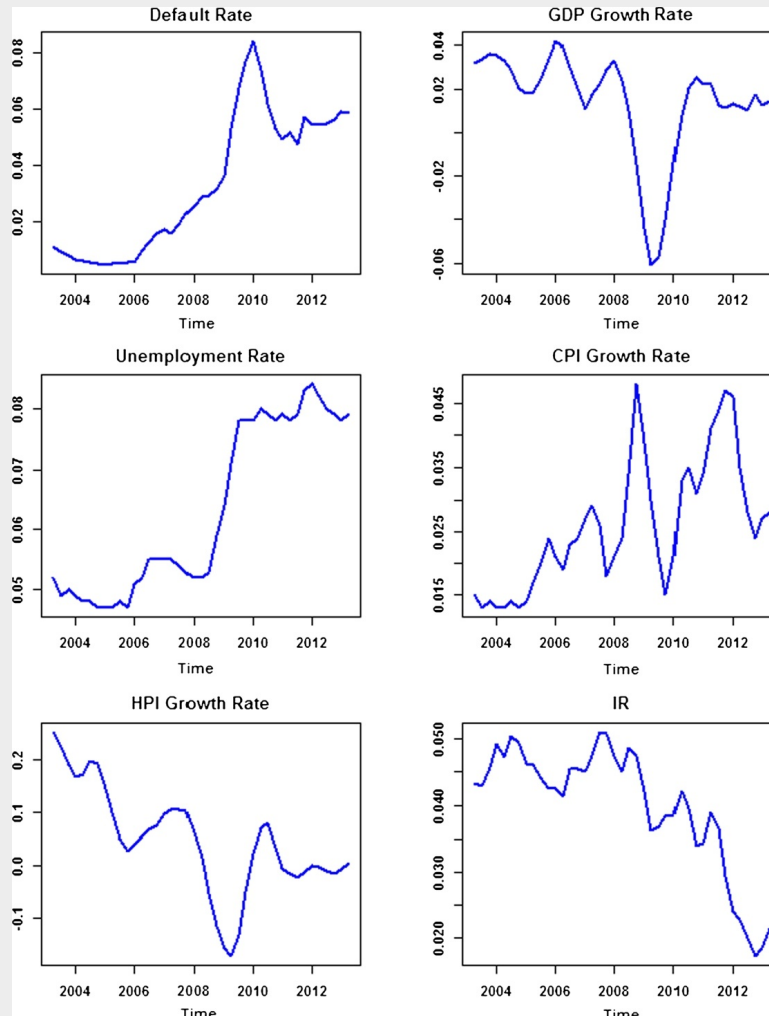 Default Rate
0.08
0.06
0.04
0.02
2004 2006 2008 2010 2012
Time
GDP Growth Rate
0.04
0.02
-0.02
-0.06
2004 2006 2008 2010 2012
Time
Unemployment Rate
0.08
0.07
0.06
0.05
2004 2006 2008 2010 2012
Time
CPI Growth Rate
0.045
0.035
0.025
0.015
2004 2006 2008 2010 2012
Time
HPI Growth Rate
0.2
0.1
0.0
-0.1
2004 2006 2008 2010 2012
Time
IR
0.050
0.040
0.030
0.020
2004 2006 2008 2010 2012
Time